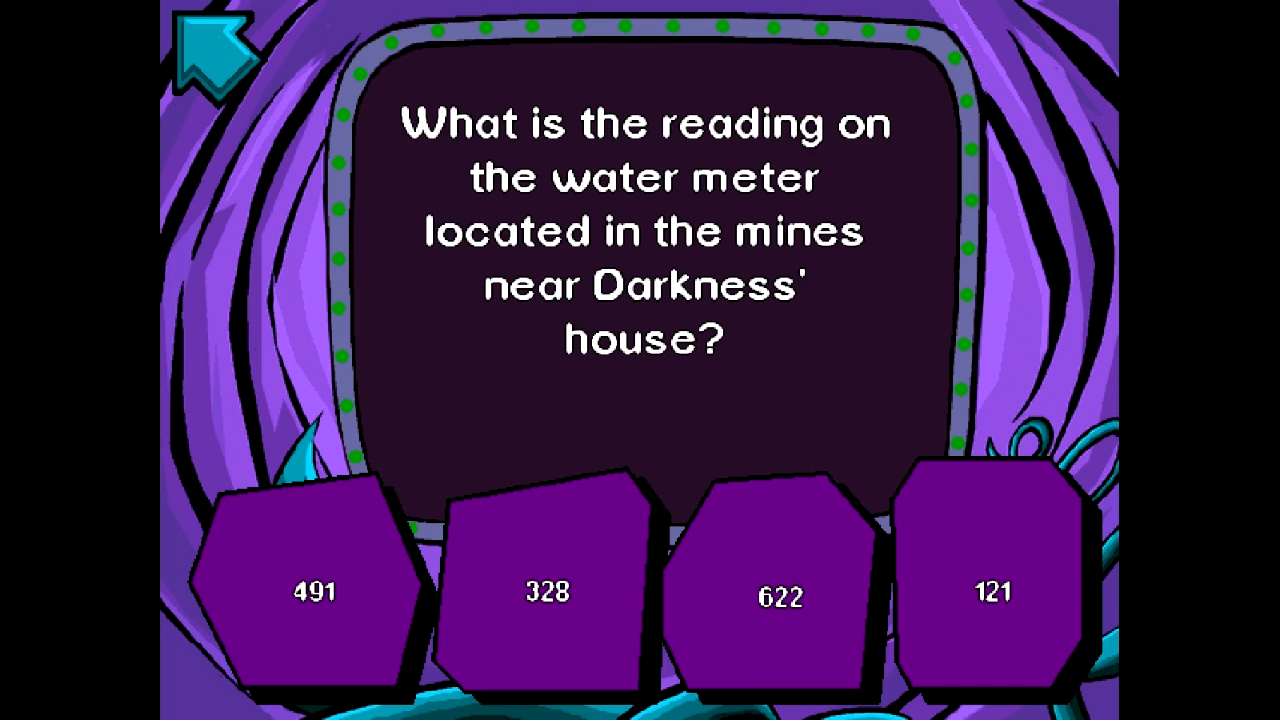 What is the reading on
the water meter
located in the mines
near Darkness'
house?
491
328
622
121